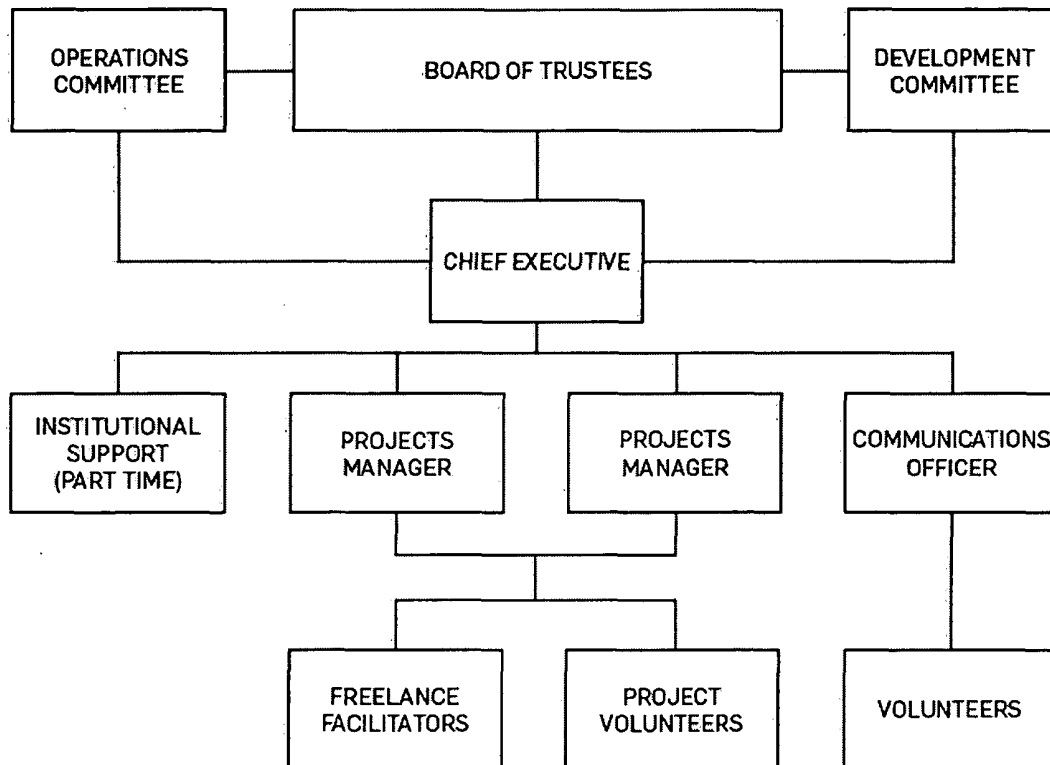 OPERATIONS
COMMITTEE
BOARD OF TRUSTEES
DEVELOPMENT
COMMITTEE
CHIEF EXECUTIVE
INSTITUTIONAL
SUPPORT
(PART TIME)
PROJECTS
MANAGER
PROJECTS
MANAGER
COMMUNICATIONS
OFFICER
FREELANCE
FACILITATORS
PROJECT
VOLUNTEERS
VOLUNTEERS